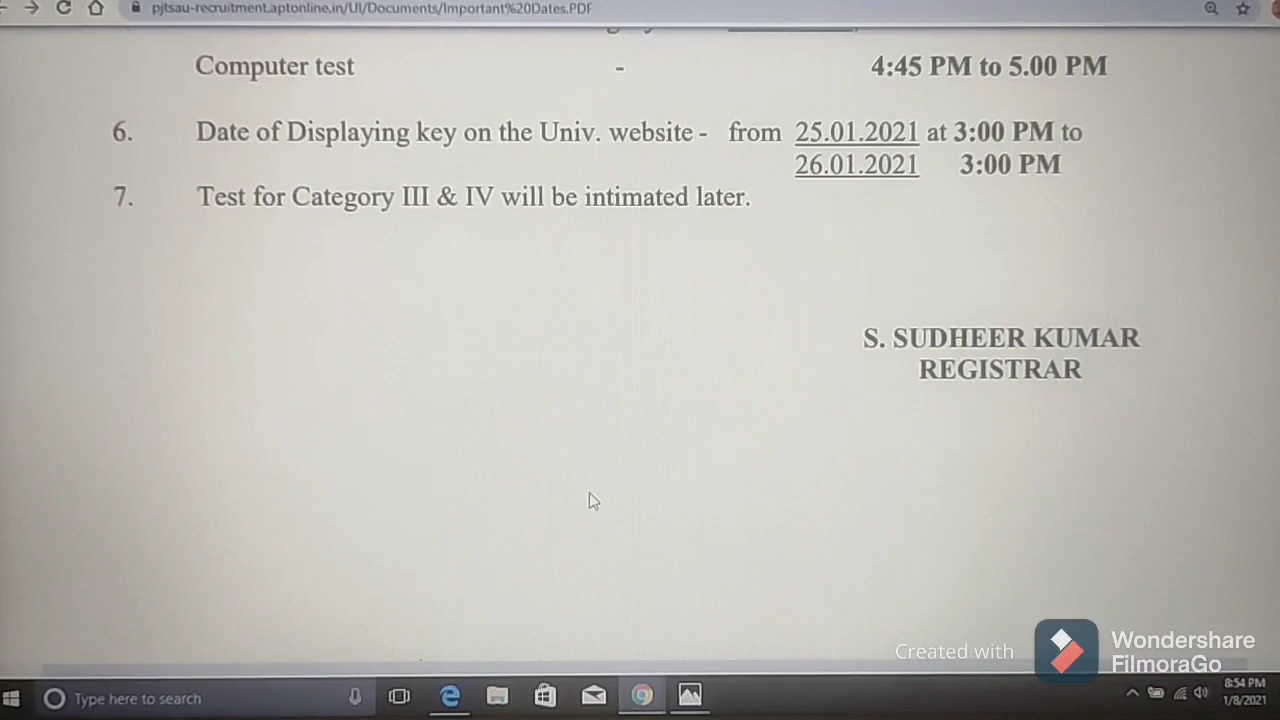 pjtsau-recruitment.aptonline.in/UI/Documents/Important%20Dates.PDF
Computer test - 4:45 PM to 5.00 PM
6. Date of Displaying key on the Univ. website - from 25.01.2021 at 3:00 PM to
26.01.2021 3:00 PM
7. Test for Category III & IV will be intimated later.
S. SUDHEER KUMAR
REGISTRAR
Created with
Wondershare
FilmoraGo
Type here to search
8:54 PM
1/8/2021